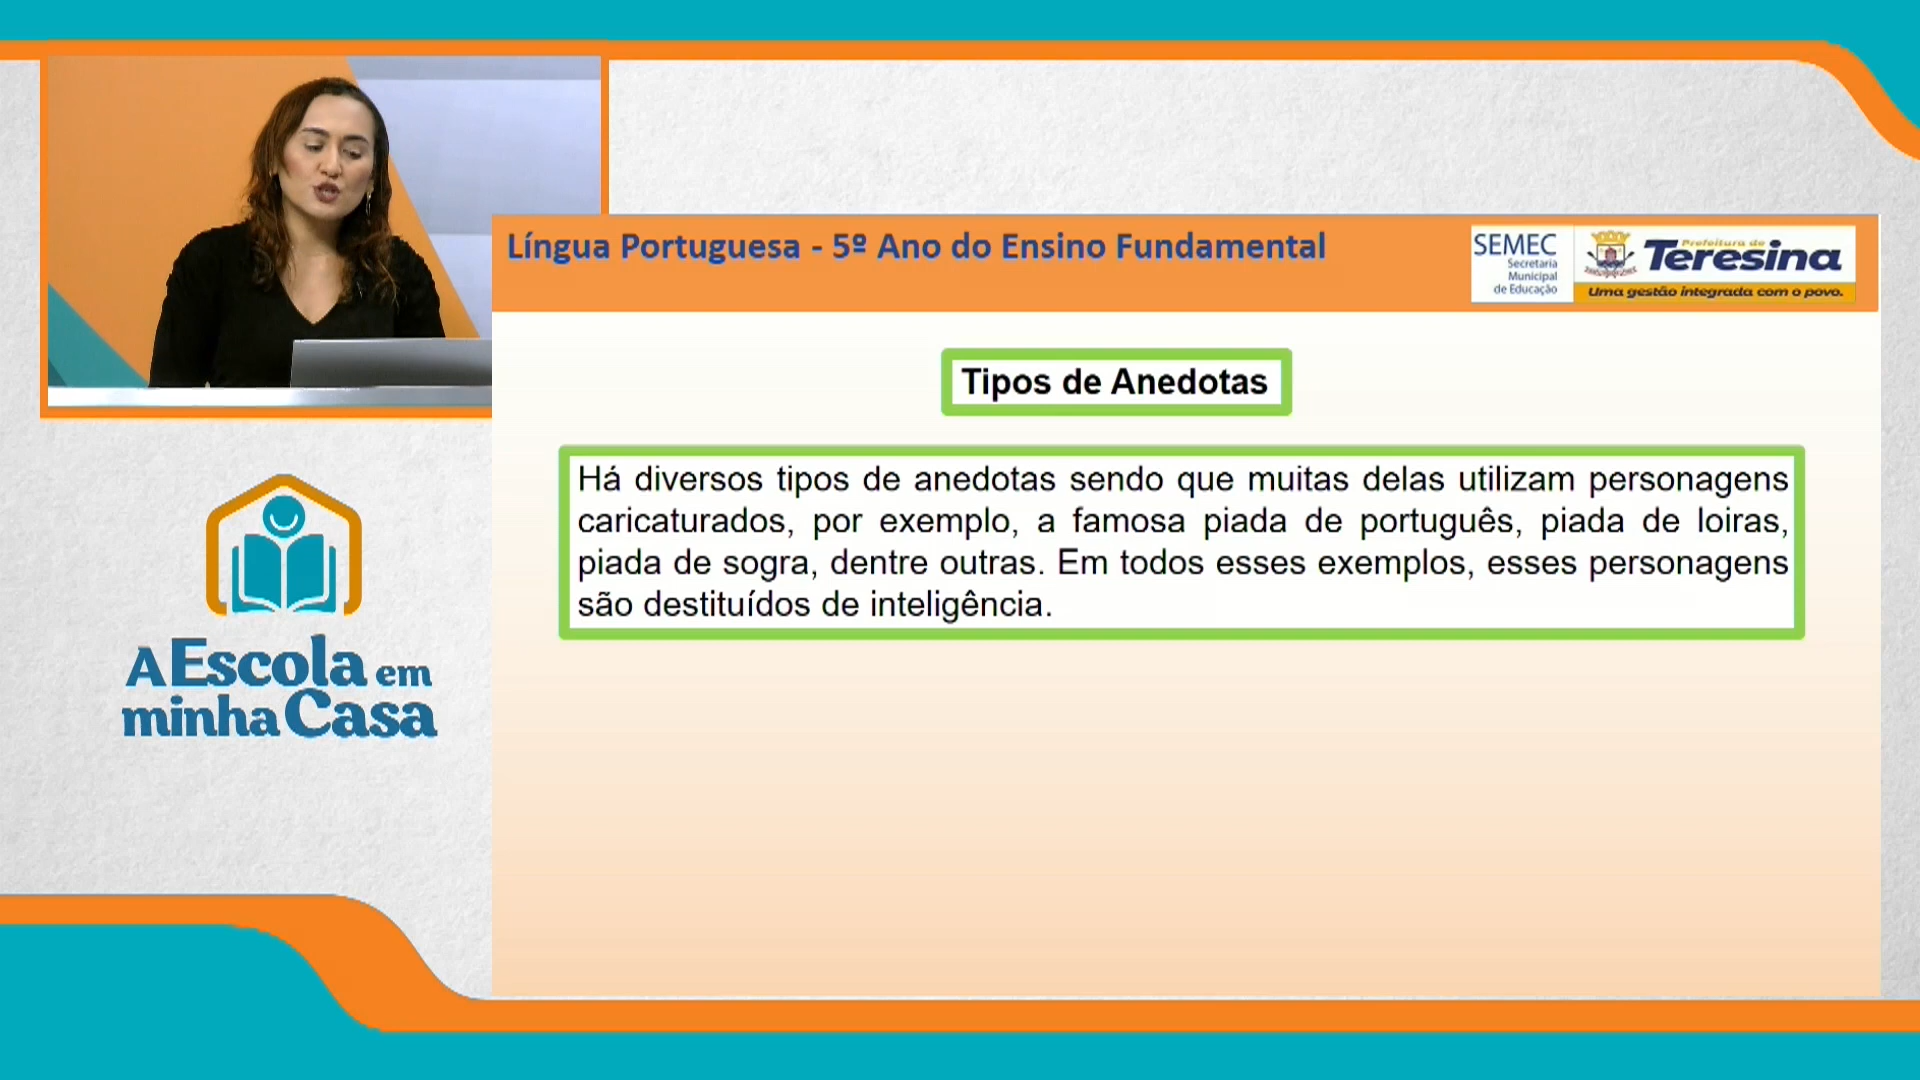 Língua Portuguesa - 5º Ano do Ensino Fundamental
SEMEC
Secretaria
Municipal
de Educação
Prefeitura de
Teresina
Uma gestão integrada com o povo.
Tipos de Anedotas
Há diversos tipos de anedotas sendo que muitas delas utilizam personagens
caricaturados, por exemplo, a famosa piada de português, piada de loiras,
piada de sogra, dentre outras. Em todos esses exemplos, esses personagens
são destituídos de inteligência.
A Escola em
minha Casa